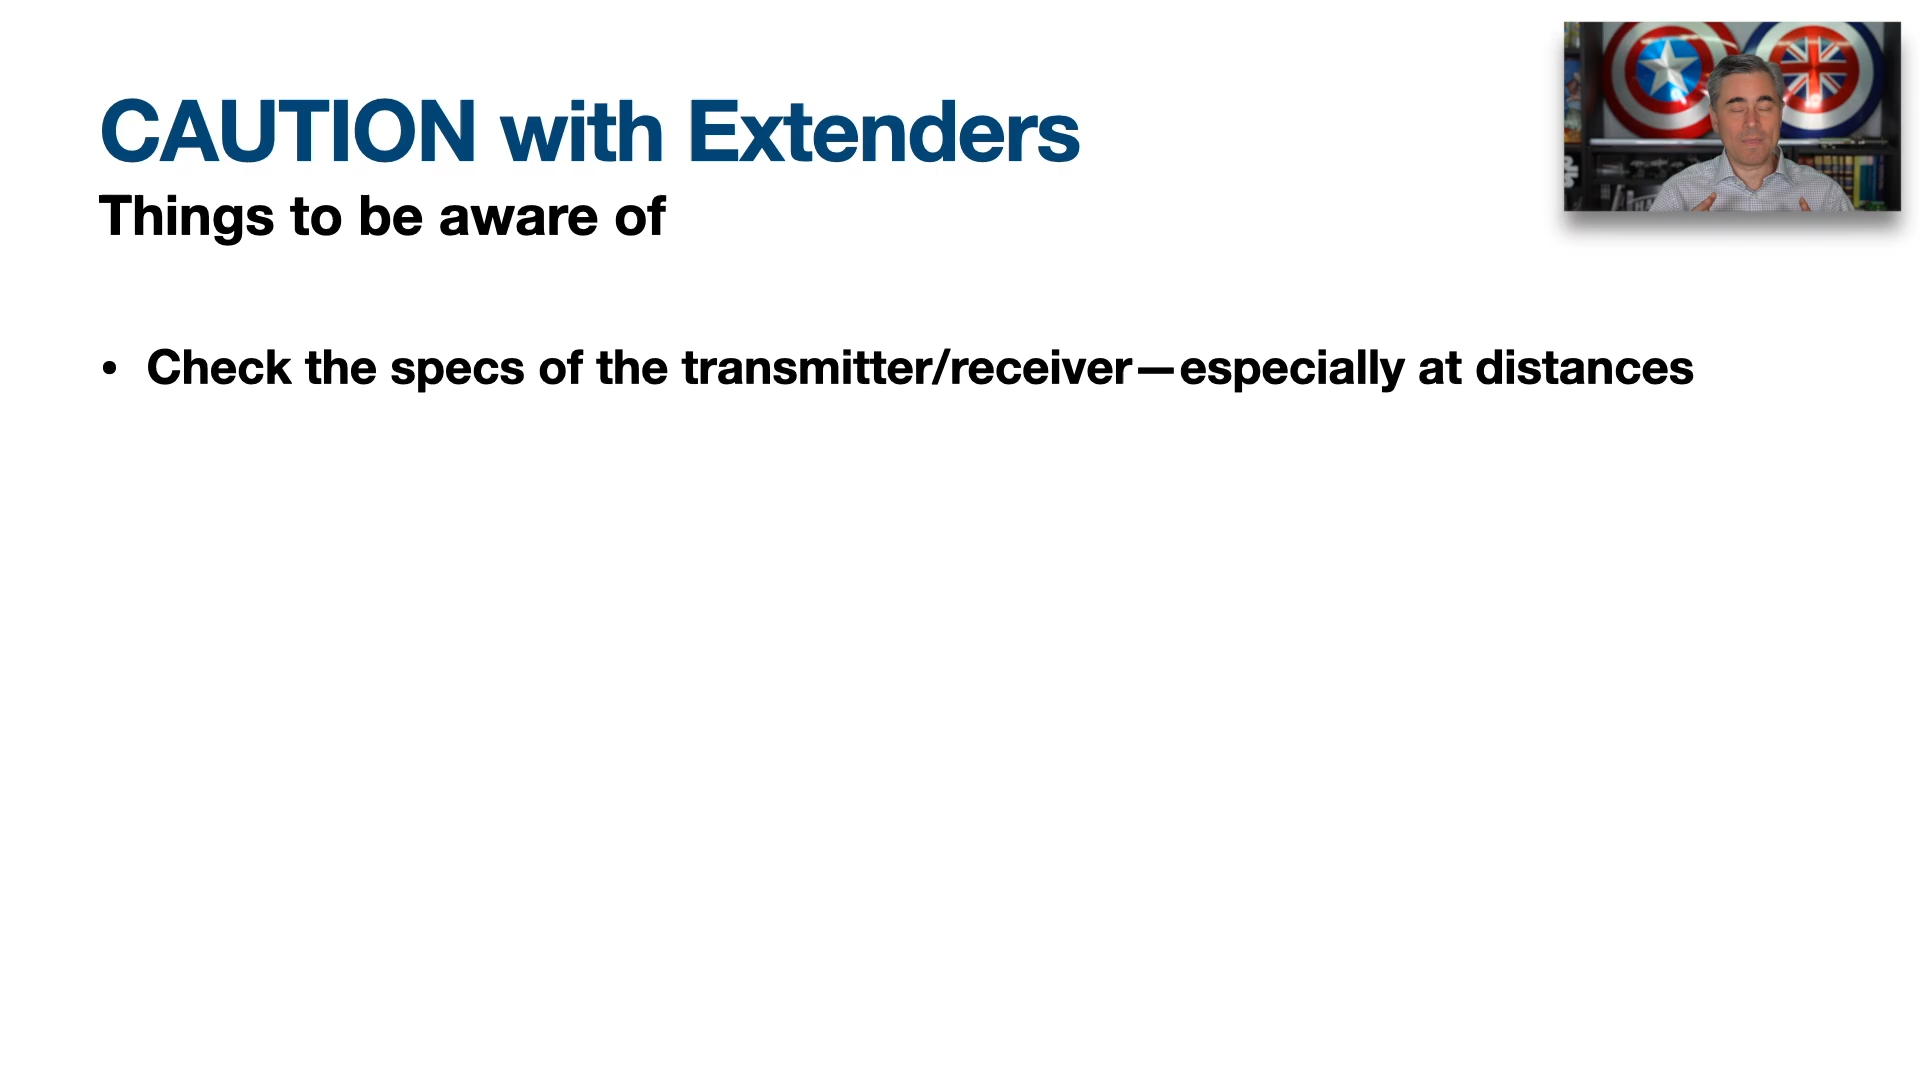 CAUTION with Extenders
Things to be aware of
• Check the specs of the transmitter/receiver—especially at distances